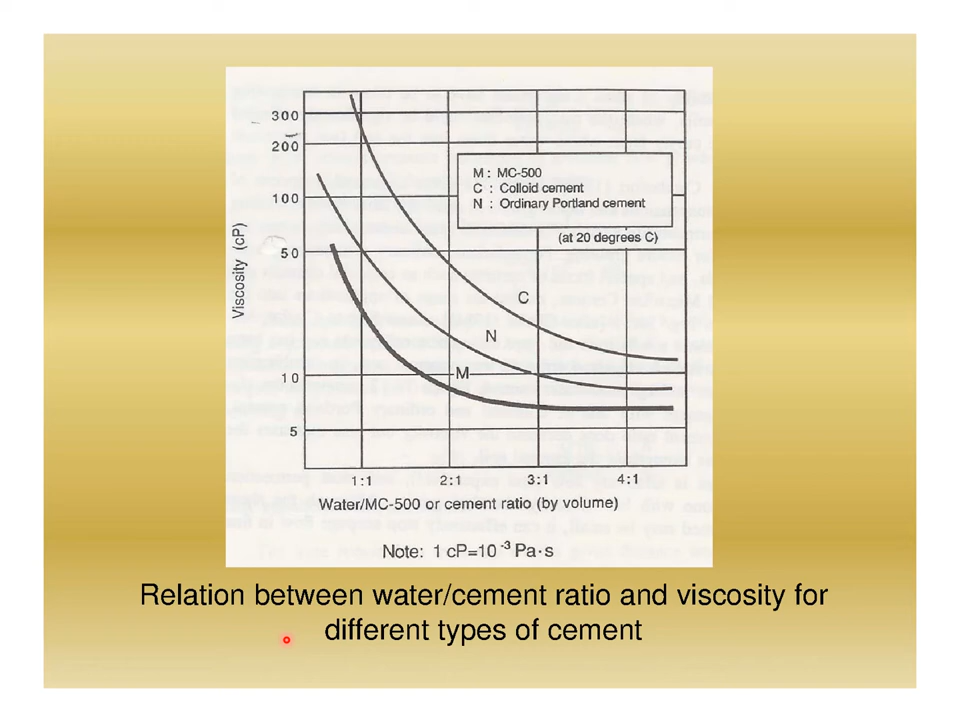 300
200
100
50
10
5
Viscosity (cP)
M : MC-500
C : Colloid cement
N : Ordinary Portland cement
(at 20 degrees C)
C
N
M
1:1 2:1 3:1 4:1
Water/MC-500 or cement ratio (by volume)
Note: 1 cP=10⁻³ Pa·s
Relation between water/cement ratio and viscosity for
different types of cement